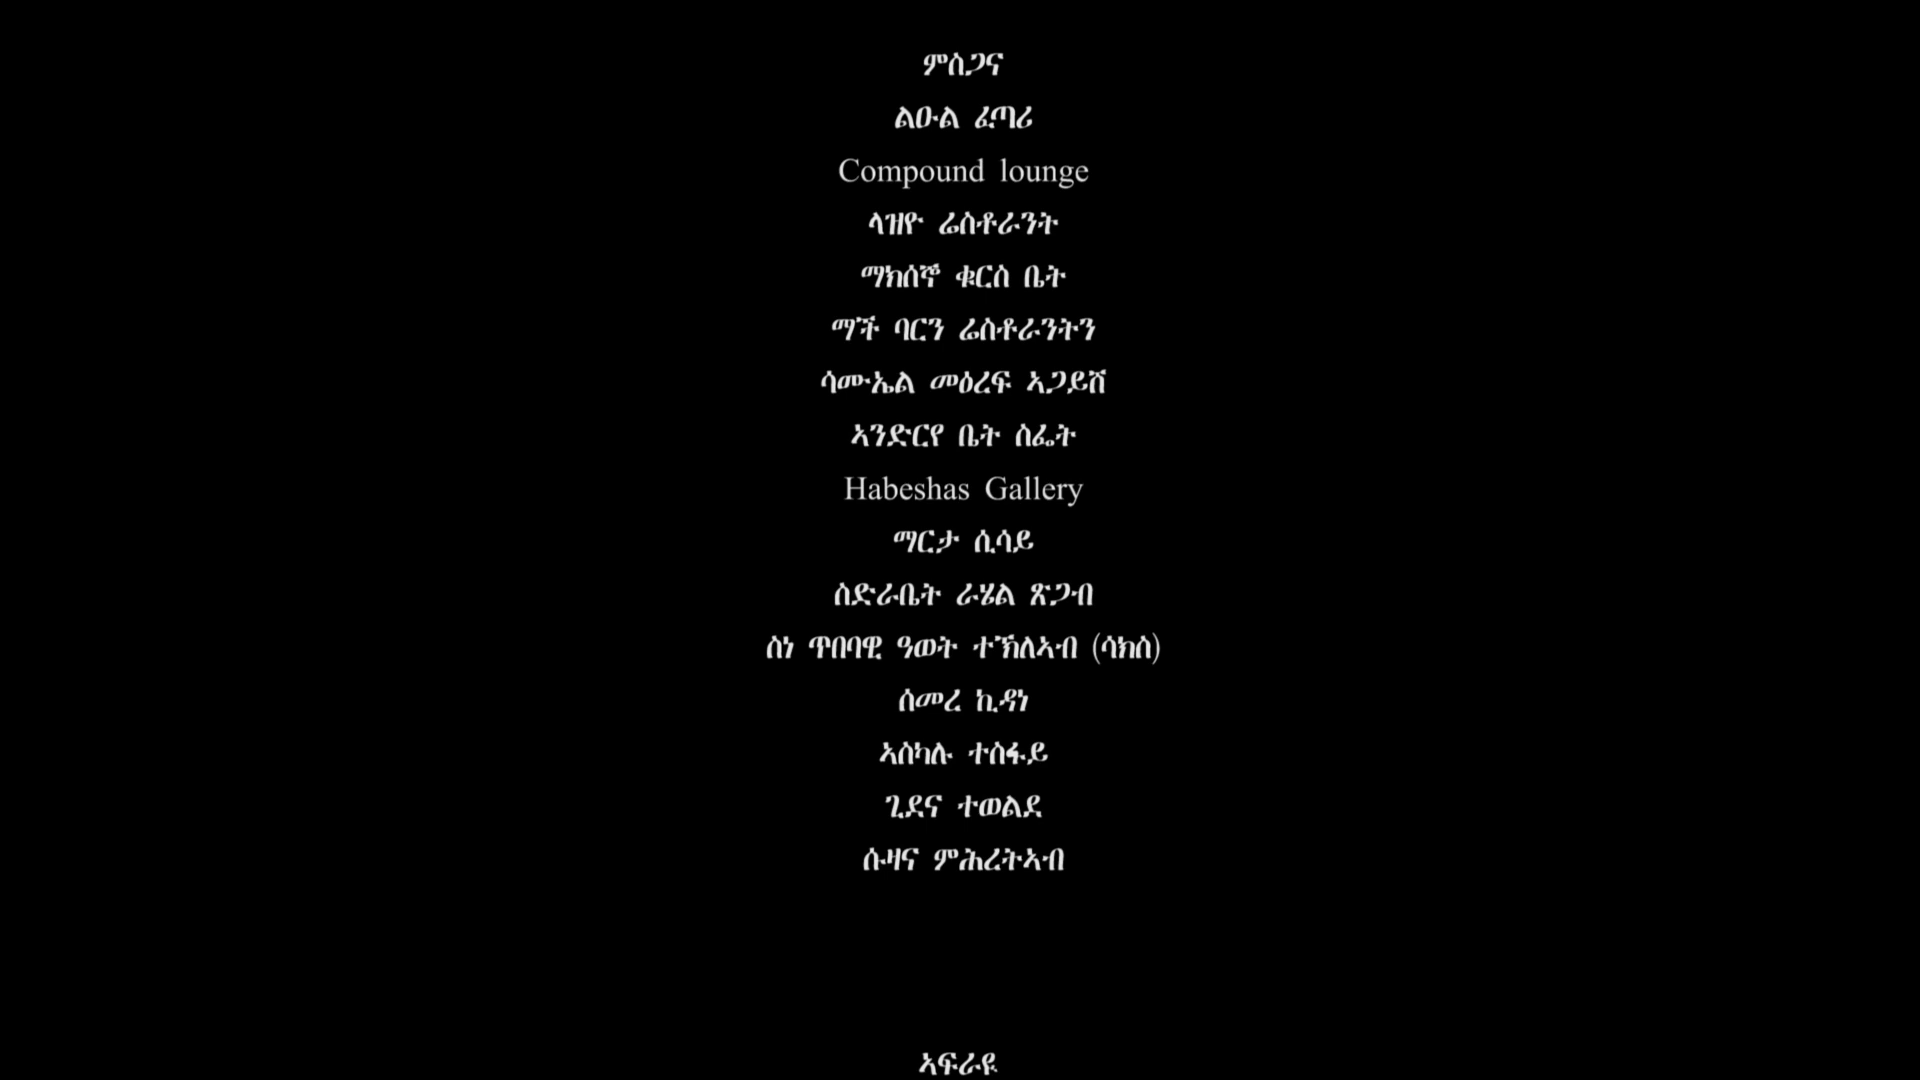 ምስጋና
ልዑል ፈጣሪ
Compound lounge
ላዝዮ ሬስቶራንት
ማክሰኞ ቁርስ ቤት
ማች ባርን ሬስቶራንትን
ሳሙኤል መዕረፍ ኣጋይሽ
ኣንድርየ ቤት ስፌት
Habeshas Gallery
ማርታ ሲሳይ
ስድራቤት ራሄል ጽጋብ
ስነ ጥበባዊ ዓወት ተኽለኣብ (ሳክስ)
ሰመረ ኪዳነ
ኣስካሉ ተስፋይ
ጊደና ተወልደ
ሱዛና ምሕረትኣብ
ኣፍራዪ